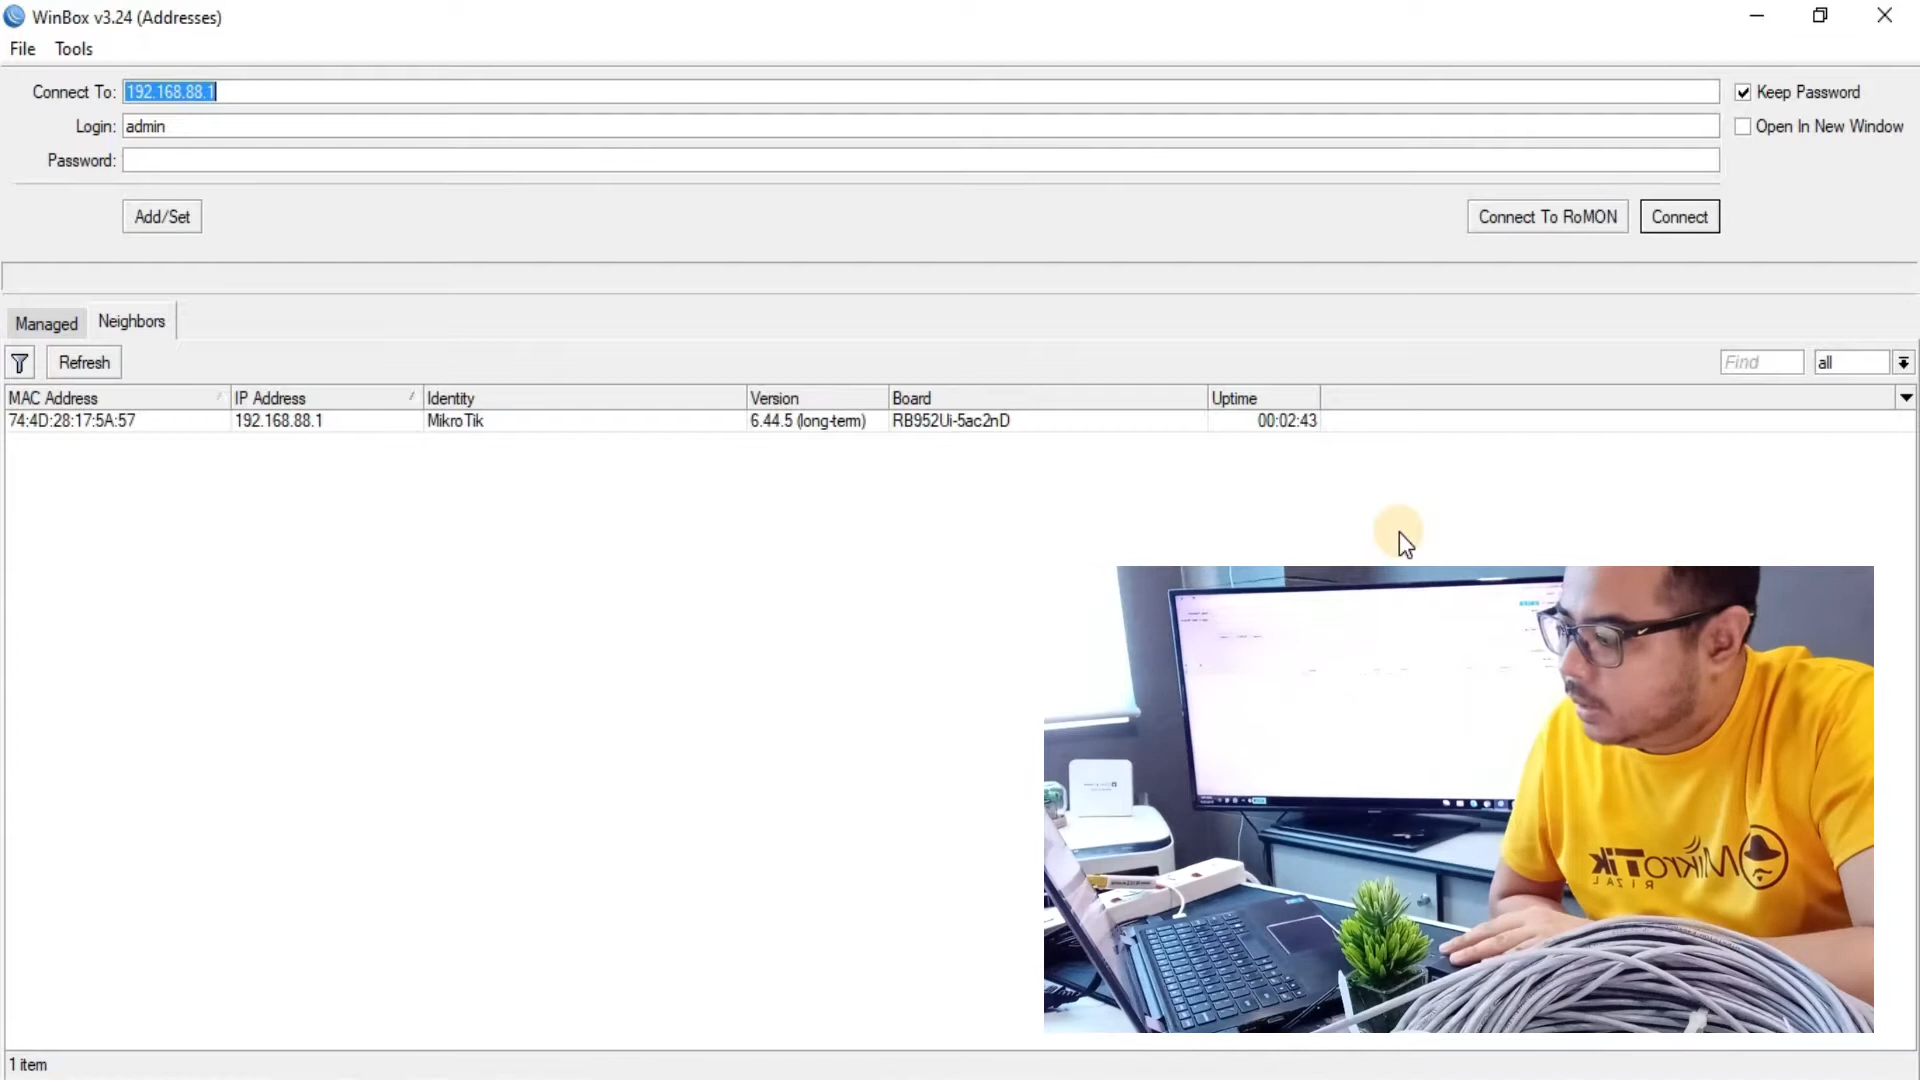 WinBox v3.24 (Addresses)
File Tools
Connect To: 192.168.88.1
Keep Password
Login: admin
Open In New Window
Password:
Add/Set
Connect To RoMON Connect
Managed Neighbors
Refresh
Find all
MAC Address IP Address Identity Version Board Uptime
74:4D:28:17:5A:57 192.168.88.1 MikroTik 6.44.5 (long-term) RB952Ui-5ac2nD 00:02:43
MikroTik
RIZAL
1 item